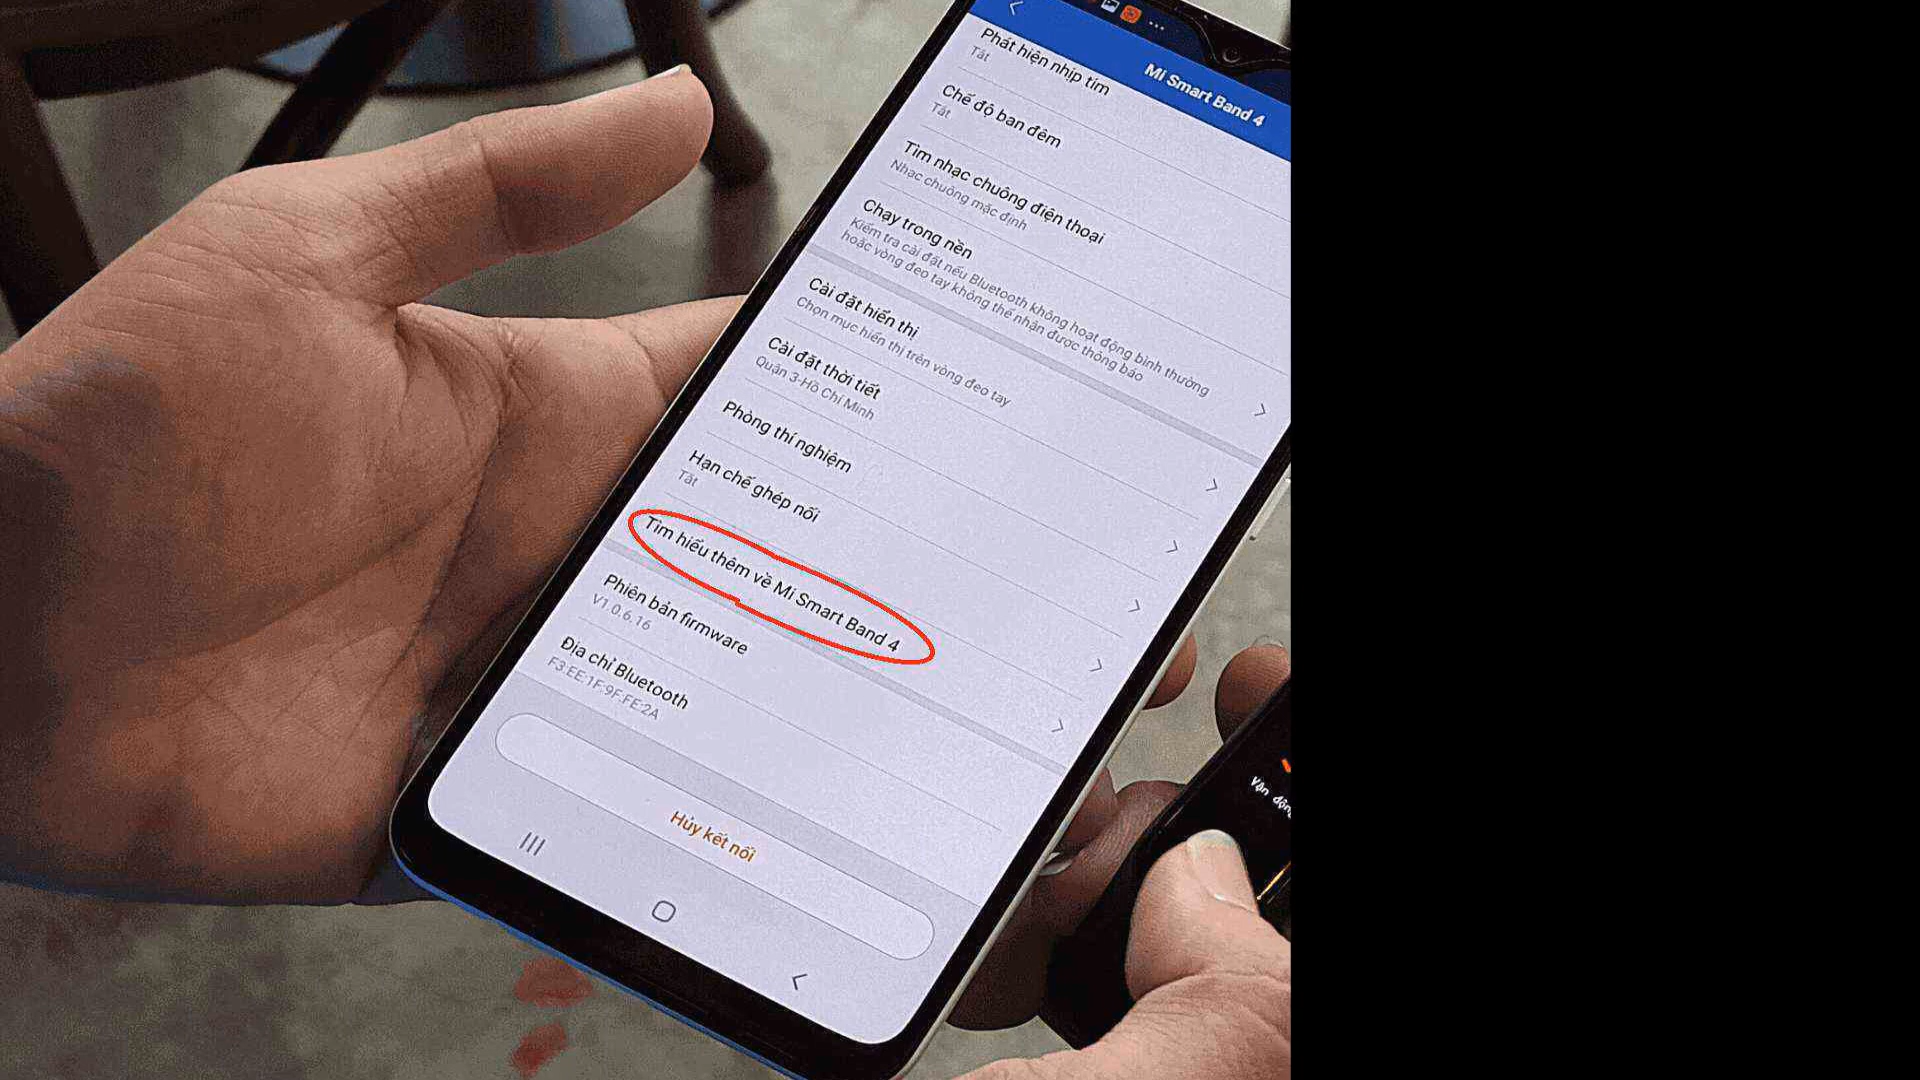 Mi Smart Band 4
Phát hiện nhịp tim
Tắt
Chế độ ban đêm
Tắt
Tìm nhạc chuông điện thoại
Nhạc chuông mặc định
Chạy trong nền
Kiểm tra cài đặt nếu Bluetooth không hoạt động bình thường
hoặc vòng đeo tay không thể nhận được thông báo
Cài đặt hiển thị
Chọn mục hiển thị trên vòng đeo tay
Cài đặt thời tiết
Quận 3-Hồ Chí Minh
Phòng thí nghiệm
Hạn chế ghép nối
Tắt
Tìm hiểu thêm về Mi Smart Band 4
Phiên bản firmware
V1.0.6.16
Địa chỉ Bluetooth
F3:EE:1F:9F:FE:2A
Hủy kết nối
Vận động